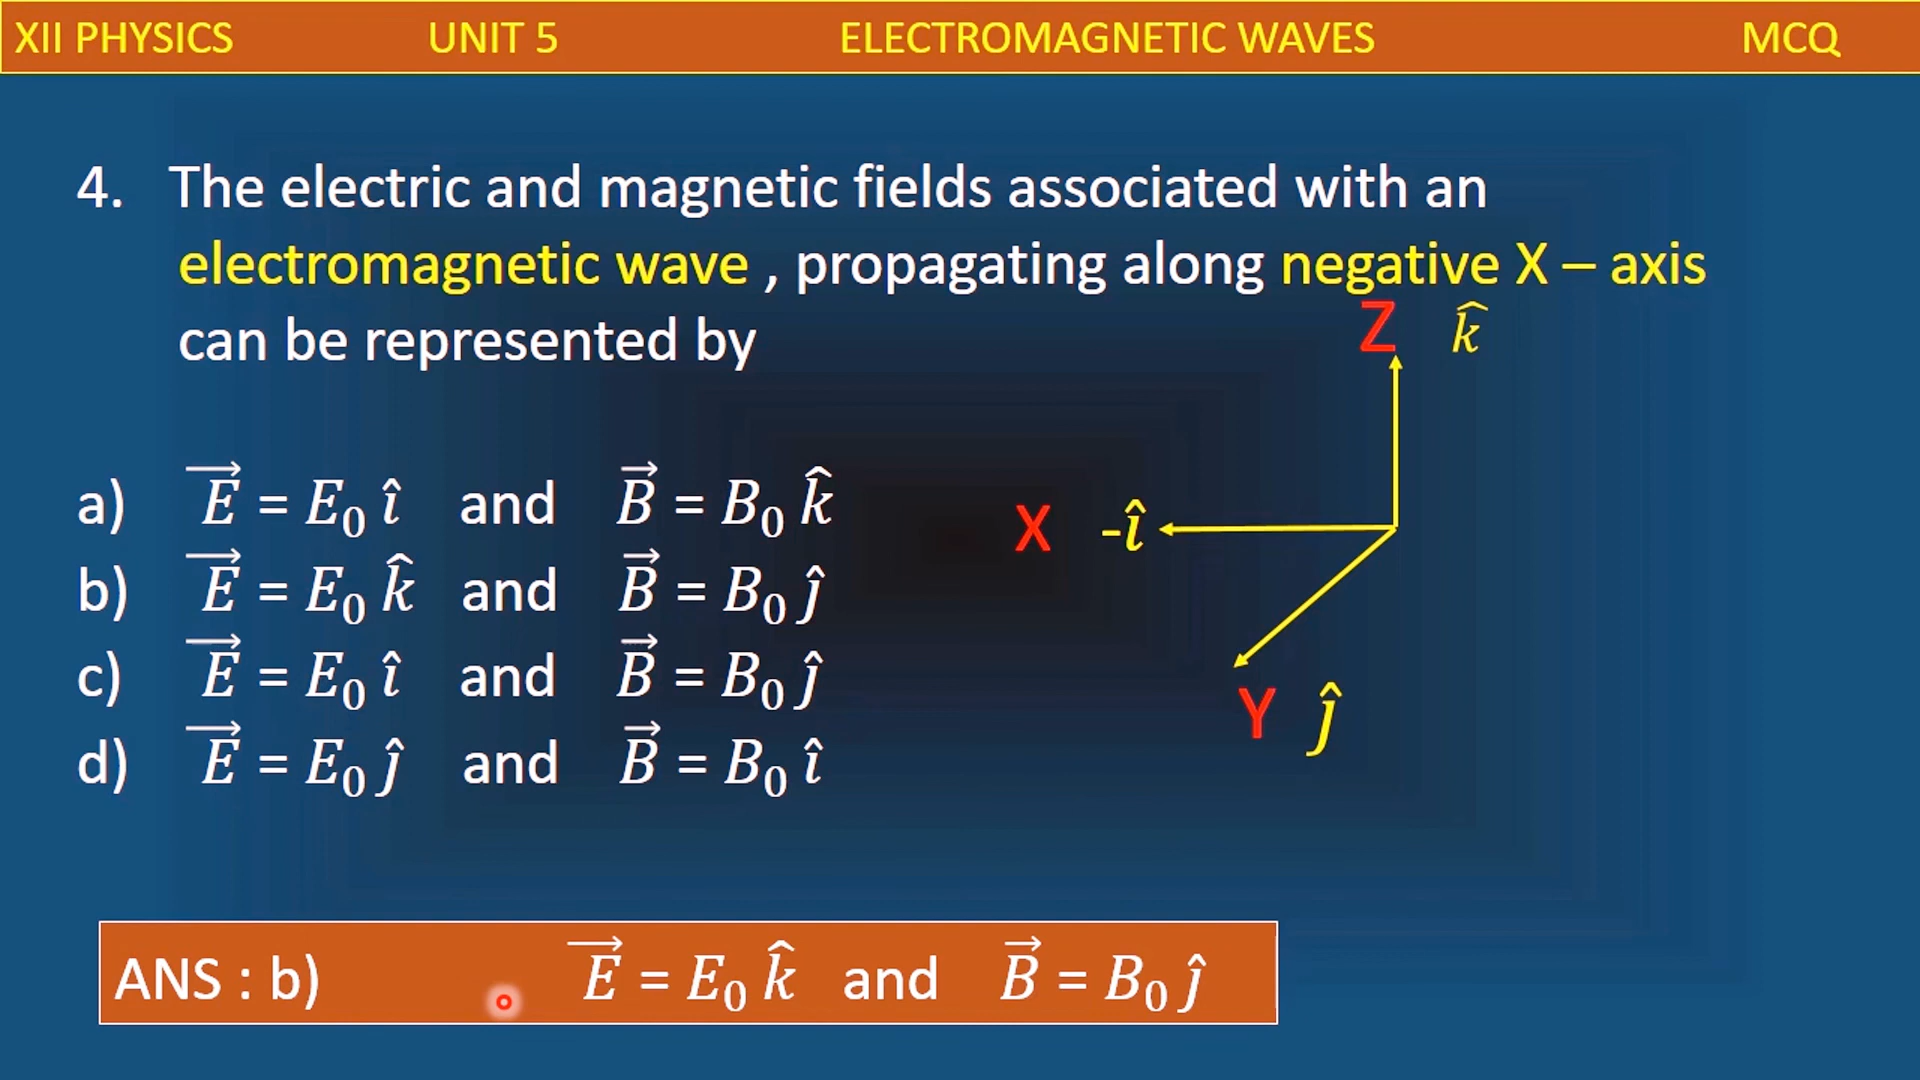 XII PHYSICS UNIT 5 ELECTROMAGNETIC WAVES MCQ
4. The electric and magnetic fields associated with an
electromagnetic wave , propagating along negative X – axis
can be represented by
Z k̂
a) E⃗ = E₀ î and B⃗ = B₀ k̂
X -î
b) E⃗ = E₀ k̂ and B⃗ = B₀ ĵ
c) E⃗ = E₀ î and B⃗ = B₀ ĵ
Y ĵ
d) E⃗ = E₀ ĵ and B⃗ = B₀ î
ANS : b) E⃗ = E₀ k̂ and B⃗ = B₀ ĵ